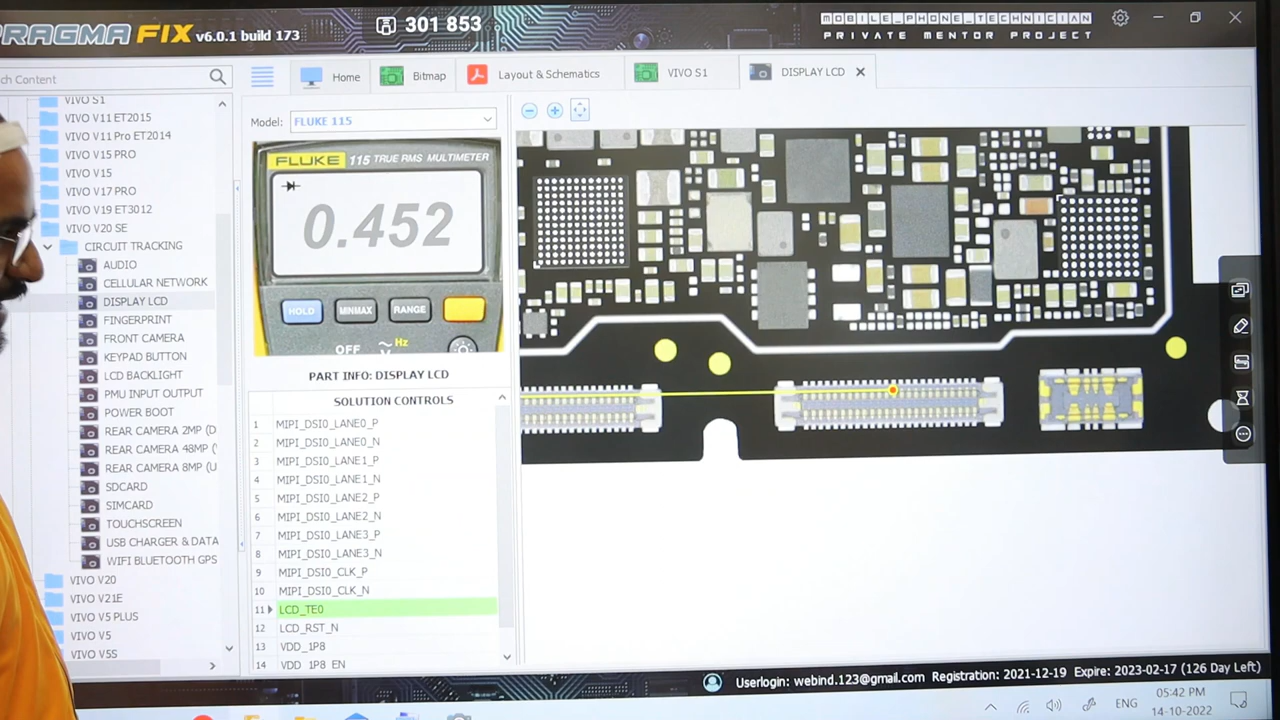 PRAGMA FIX v6.0.1 build 173
301 853
MOBILE_PHONE_TECHNICIAN
PRIVATE MENTOR PROJECT
ch Content
Home
Bitmap
Layout & Schematics
VIVO S1
DISPLAY LCD
VIVO S1
VIVO V11 ET2015
VIVO V11 Pro ET2014
VIVO V15 PRO
VIVO V15
VIVO V17 PRO
VIVO V19 ET3012
VIVO V20 SE
CIRCUIT TRACKING
AUDIO
CELLULAR NETWORK
DISPLAY LCD
FINGERPRINT
FRONT CAMERA
KEYPAD BUTTON
LCD BACKLIGHT
PMU INPUT OUTPUT
POWER BOOT
REAR CAMERA 2MP (D
REAR CAMERA 48MP (
REAR CAMERA 8MP (U
SDCARD
SIMCARD
TOUCHSCREEN
USB CHARGER & DATA
WIFI BLUETOOTH GPS
VIVO V20
VIVO V21E
VIVO V5 PLUS
VIVO V5
VIVO V5S
Model: FLUKE 115
FLUKE 115 TRUE RMS MULTIMETER
0.452
HOLD MINMAX RANGE
OFF Hz
V
PART INFO: DISPLAY LCD
SOLUTION CONTROLS
1 MIPI_DSI0_LANE0_P
2 MIPI_DSI0_LANE0_N
3 MIPI_DSI0_LANE1_P
4 MIPI_DSI0_LANE1_N
5 MIPI_DSI0_LANE2_P
6 MIPI_DSI0_LANE2_N
7 MIPI_DSI0_LANE3_P
8 MIPI_DSI0_LANE3_N
9 MIPI_DSI0_CLK_P
10 MIPI_DSI0_CLK_N
11 LCD_TE0
12 LCD_RST_N
13 VDD_1P8
14 VDD_1P8_EN
Userlogin: webind.123@gmail.com Registration: 2021-12-19 Expire: 2023-02-17 (126 Day Left)
ENG
05:42 PM
14-10-2022